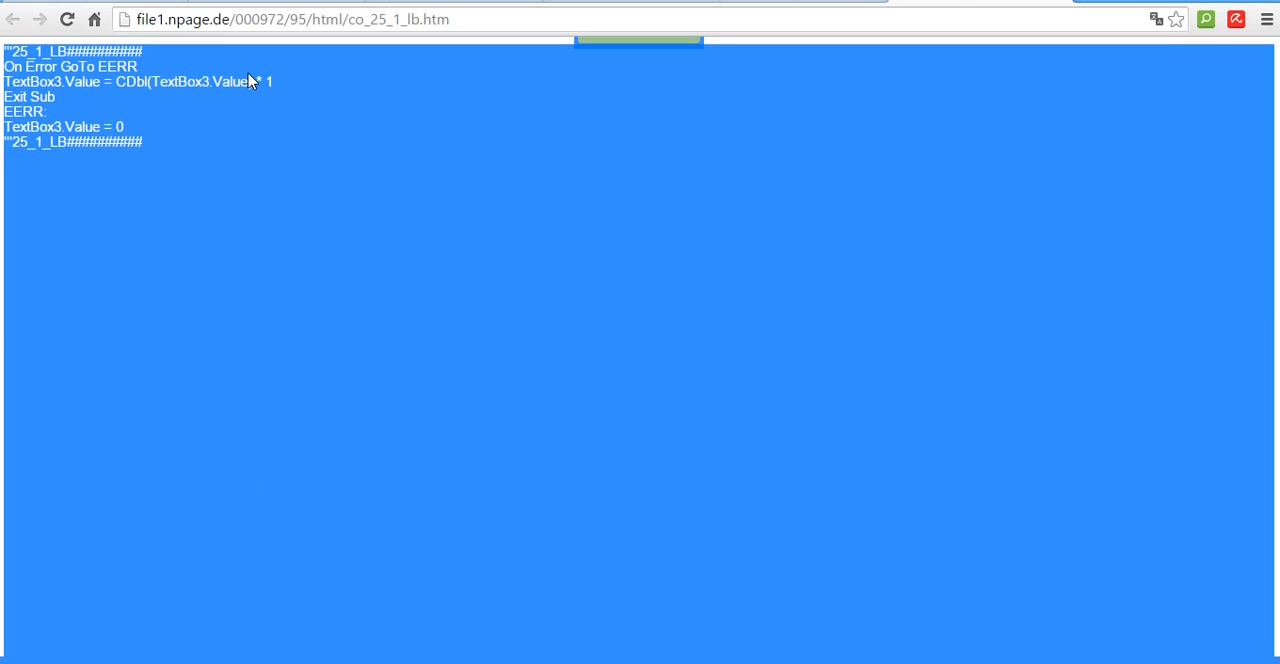 file1.npage.de/000972/95/html/co_25_1_lb.htm
'''25_1_LB##########
On Error GoTo EERR
TextBox3.Value = CDbl(TextBox3.Value) * 1
Exit Sub
EERR:
TextBox3.Value = 0
'''25_1_LB##########